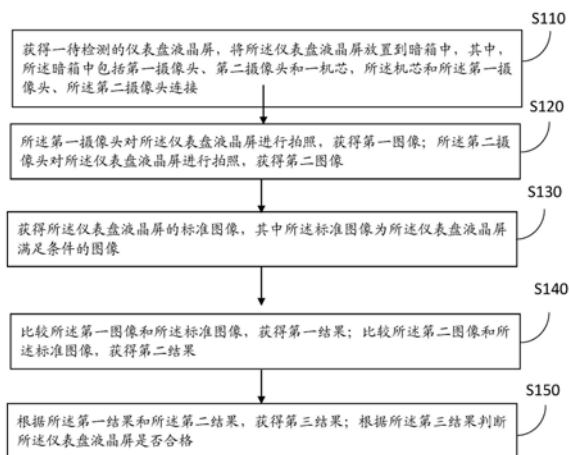 S110
获得一待检测的仪表盘液晶屏，将所述仪表盘液晶屏放置到暗箱中，其中，
所述暗箱中包括第一摄像头、第二摄像头和一机芯，所述机芯和所述第一摄
像头、所述第二摄像头连接
S120
所述第一摄像头对所述仪表盘液晶屏进行拍照，获得第一图像；所述第二摄
像头对所述仪表盘液晶屏进行拍照，获得第二图像
S130
获得所述仪表盘液晶屏的标准图像，其中所述标准图像为所述仪表盘液晶屏
满足条件的图像
S140
比较所述第一图像和所述标准图像，获得第一结果；比较所述第二图像和所
述标准图像，获得第二结果
S150
根据所述第一结果和所述第二结果，获得第三结果；根据所述第三结果判断
所述仪表盘液晶屏是否合格